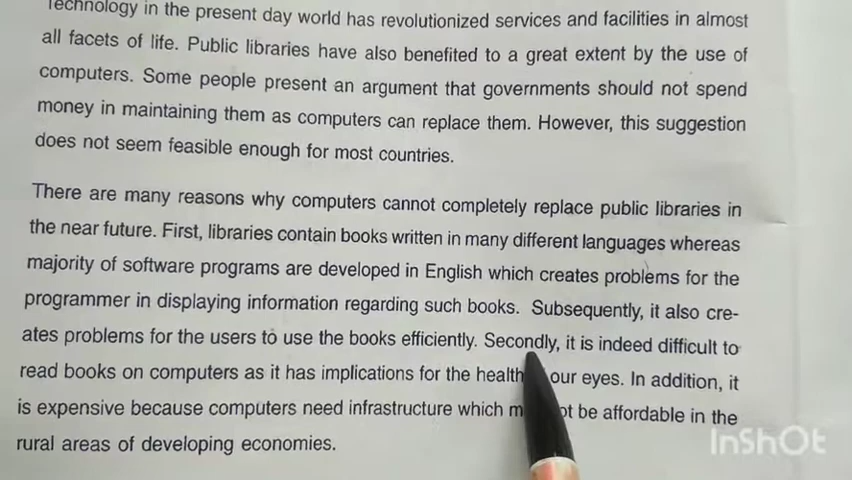 Technology in the present day world has revolutionized services and facilities in almost
all facets of life. Public libraries have also benefited to a great extent by the use of
computers. Some people present an argument that governments should not spend
money in maintaining them as computers can replace them. However, this suggestion
does not seem feasible enough for most countries.
There are many reasons why computers cannot completely replace public libraries in
the near future. First, libraries contain books written in many different languages whereas
majority of software programs are developed in English which creates problems for the
programmer in displaying information regarding such books. Subsequently, it also cre-
ates problems for the users to use the books efficiently. Secondly, it is indeed difficult to
read books on computers as it has implications for the health our eyes. In addition, it
is expensive because computers need infrastructure which be affordable in the
rural areas of developing economies.
InShOt